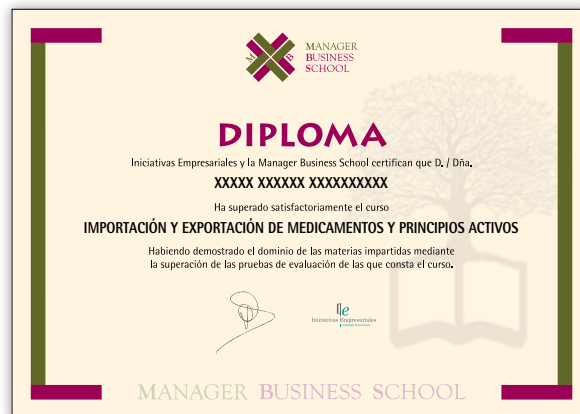 M B
MANAGER
BUSINESS
SCHOOL
DIPLOMA
Iniciativas Empresariales y la Manager Business School certifican que D. / Dña.
XXXXX XXXXXX XXXXXXXXXX
Ha superado satisfactoriamente el curso
IMPORTACIÓN Y EXPORTACIÓN DE MEDICAMENTOS Y PRINCIPIOS ACTIVOS
Habiendo demostrado el dominio de las materias impartidas mediante
la superación de las pruebas de evaluación de las que consta el curso.
Iniciativas Empresariales
MANAGER BUSINESS SCHOOL